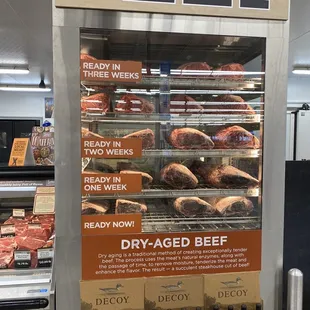 READY IN
THREE WEEKS
READY IN
TWO WEEKS
READY IN
ONE WEEK
READY NOW!
DRY-AGED BEEF
Dry aging is a traditional method of creating exceptionally tender
beef. The process uses the meat's natural enzymes, along with
the passage of time, to remove moisture, tenderize the meat and
enhance the flavor. The result – a succulent steakhouse cut of beef.
DECOY
DECOY
DECOY